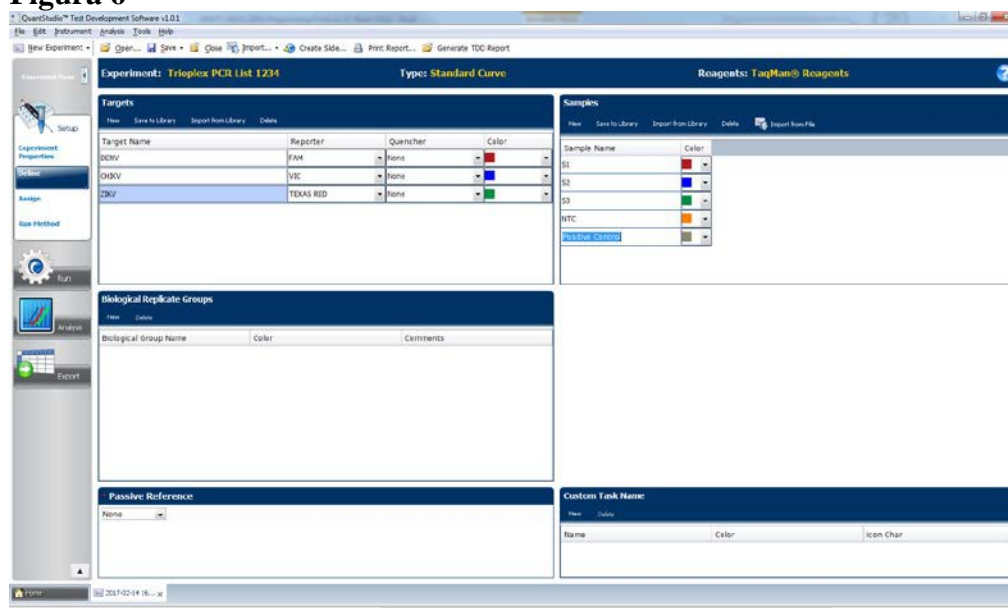 Figura 6
QuantStudio™ Test Development Software v1.0.1
File Edit Instrument Analysis Tools Help
New Experiment Open... Save Close Import... Create Slide... Print Report... Generate TDD Report
Experiment: Trioplex PCR List 1234 Type: Standard Curve Reagents: TaqMan® Reagents
Setup
Experiment Properties
Define
Assign
Run Method
Run
Analysis
Export
Targets
New Save to Library Import from Library Delete
Target Name Reporter Quencher Color
DENV FAM None
CHIKV VIC None
ZIKV TEXAS RED None
Samples
New Save to Library Import from Library Delete Import from File
Sample Name Color
S1
S2
S3
NTC
Positive Control
Biological Replicate Groups
New Delete
Biological Group Name Color Comments
Passive Reference
None
Custom Task Name
New Delete
Name Color Icon Char
Home 2017-02-14 16...